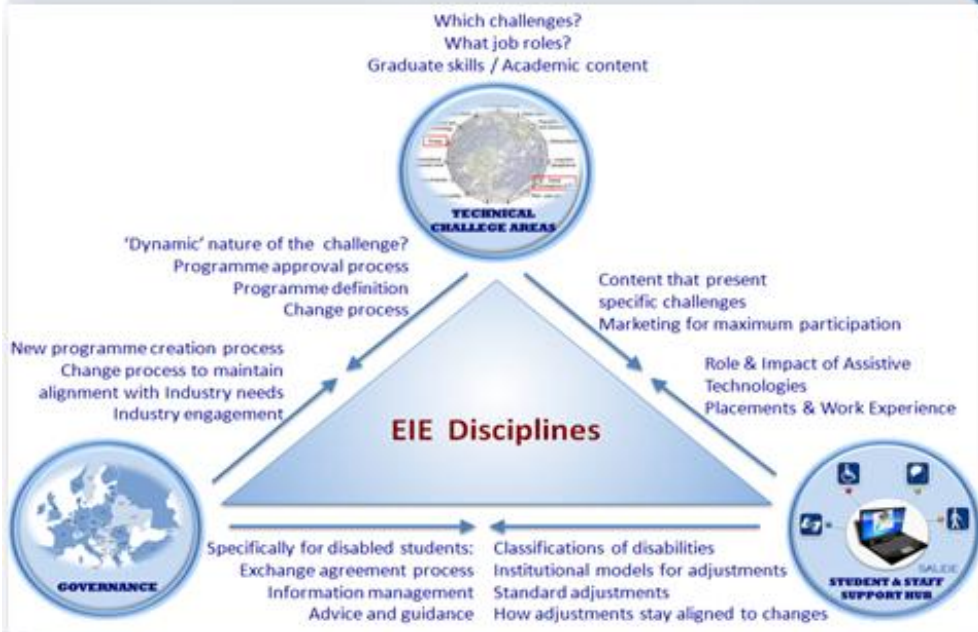 Which challenges?
What job roles?
Graduate skills / Academic content
TECHNICAL
CHALLEGE AREAS
'Dynamic' nature of the challenge?
Programme approval process
Programme definition
Change process
Content that present
specific challenges
Marketing for maximum participation
New programme creation process
Change process to maintain
alignment with Industry needs
Industry engagement
Role & Impact of Assistive
Technologies
Placements & Work Experience
EIE Disciplines
GOVERNANCE
Specifically for disabled students:
Exchange agreement process
Information management
Advice and guidance
Classifications of disabilities
Institutional models for adjustments
Standard adjustments
How adjustments stay aligned to changes
STUDENT & STAFF
SUPPORT HUB